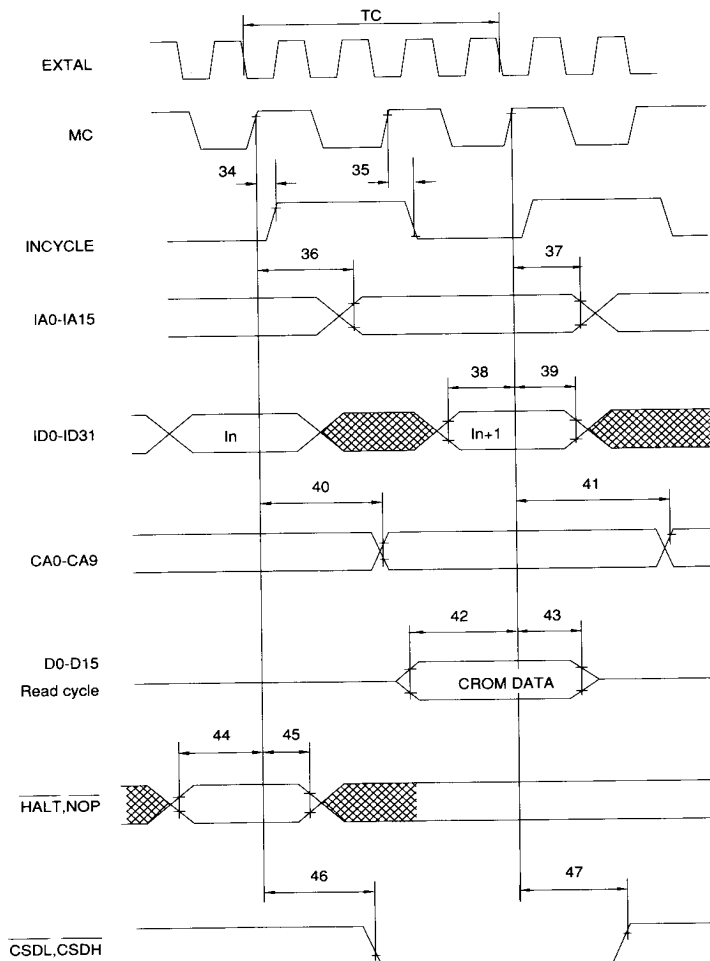 TC
EXTAL
MC
34 35
INCYCLE
36 37
IA0-IA15
38 39
ID0-ID31 In In+1
40 41
CA0-CA9
42 43
D0-D15
Read cycle CROM DATA
44 45
HALT,NOP
46 47
CSDL,CSDH